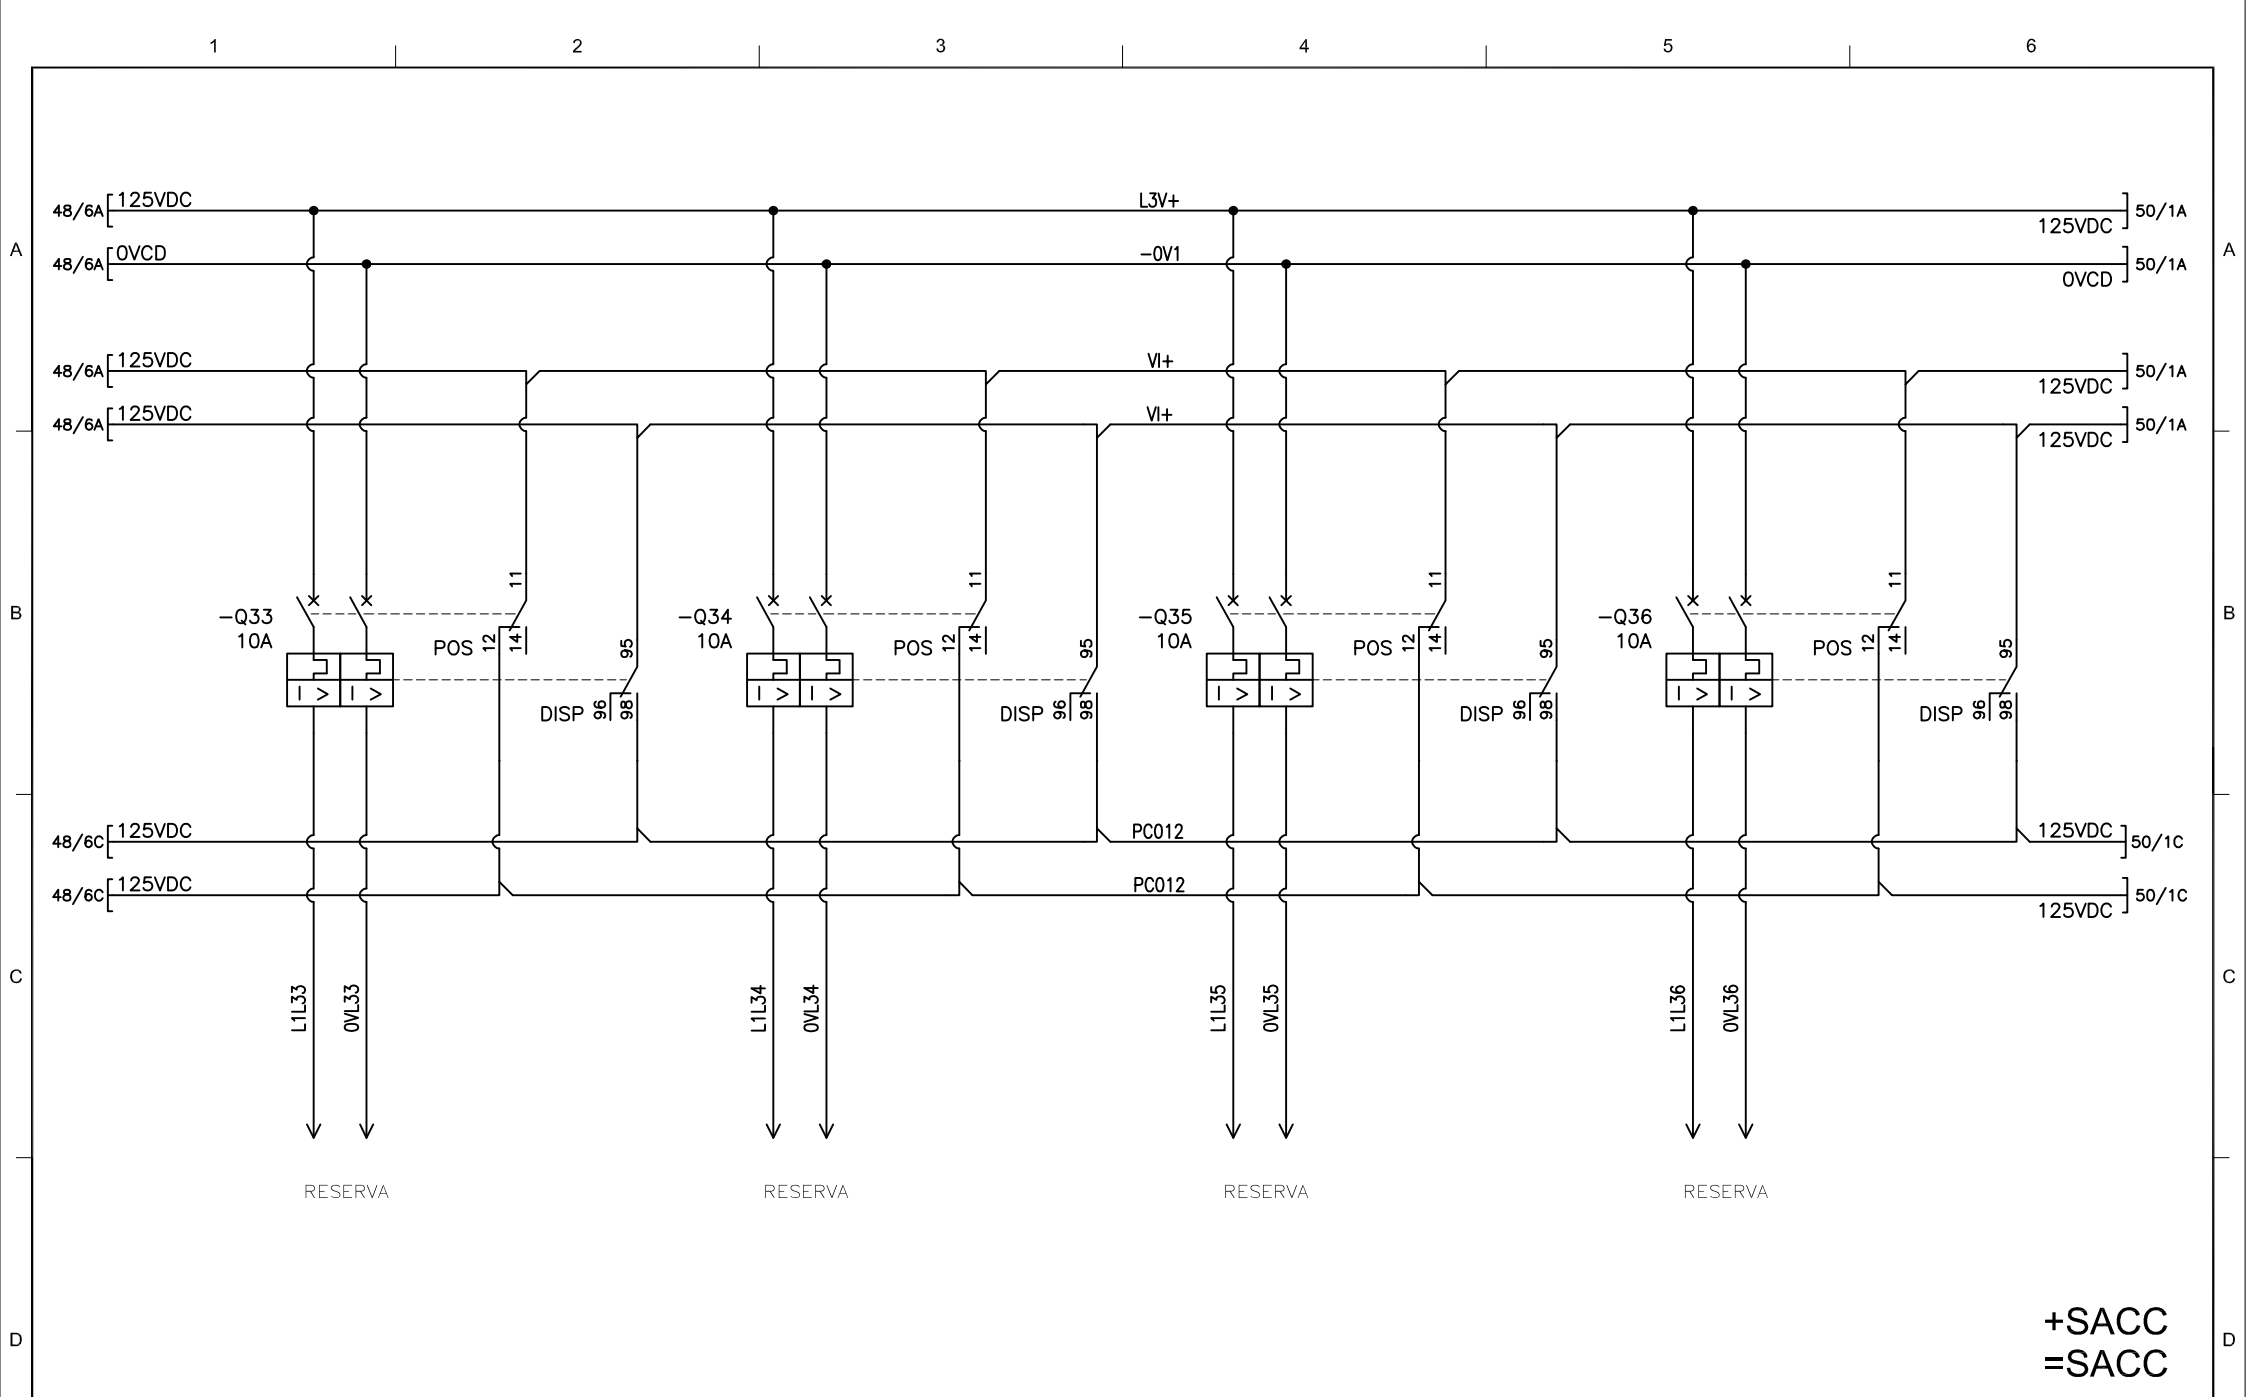 1 2 3 4 5 6
48/6A 125VDC L3V+ 125VDC 50/1A
A 48/6A 0VCD -0V1 0VCD 50/1A A
48/6A 125VDC VI+ 125VDC 50/1A
48/6A 125VDC VI+ 125VDC 50/1A
11 11 11 11
B -Q33 -Q34 -Q35 -Q36 B
10A POS 12 14 95 10A POS 12 14 95 10A POS 12 14 95 10A POS 12 14 95
I > I > I > I > I > I > I > I >
DISP 96 98 DISP 96 98 DISP 96 98 DISP 96 98
48/6C 125VDC PC012 125VDC 50/1C
48/6C 125VDC PC012 125VDC 50/1C
C C
L1L33 0VL33 L1L34 0VL34 L1L35 0VL35 L1L36 0VL36
RESERVA RESERVA RESERVA RESERVA
+SACC
D D
=SACC